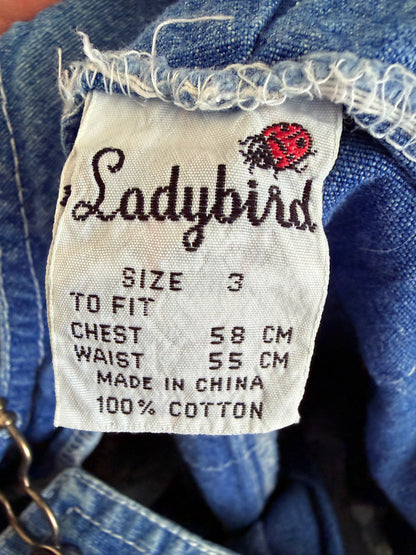 Ladybird
SIZE 3
TO FIT
CHEST 58 CM
WAIST 55 CM
MADE IN CHINA
100% COTTON